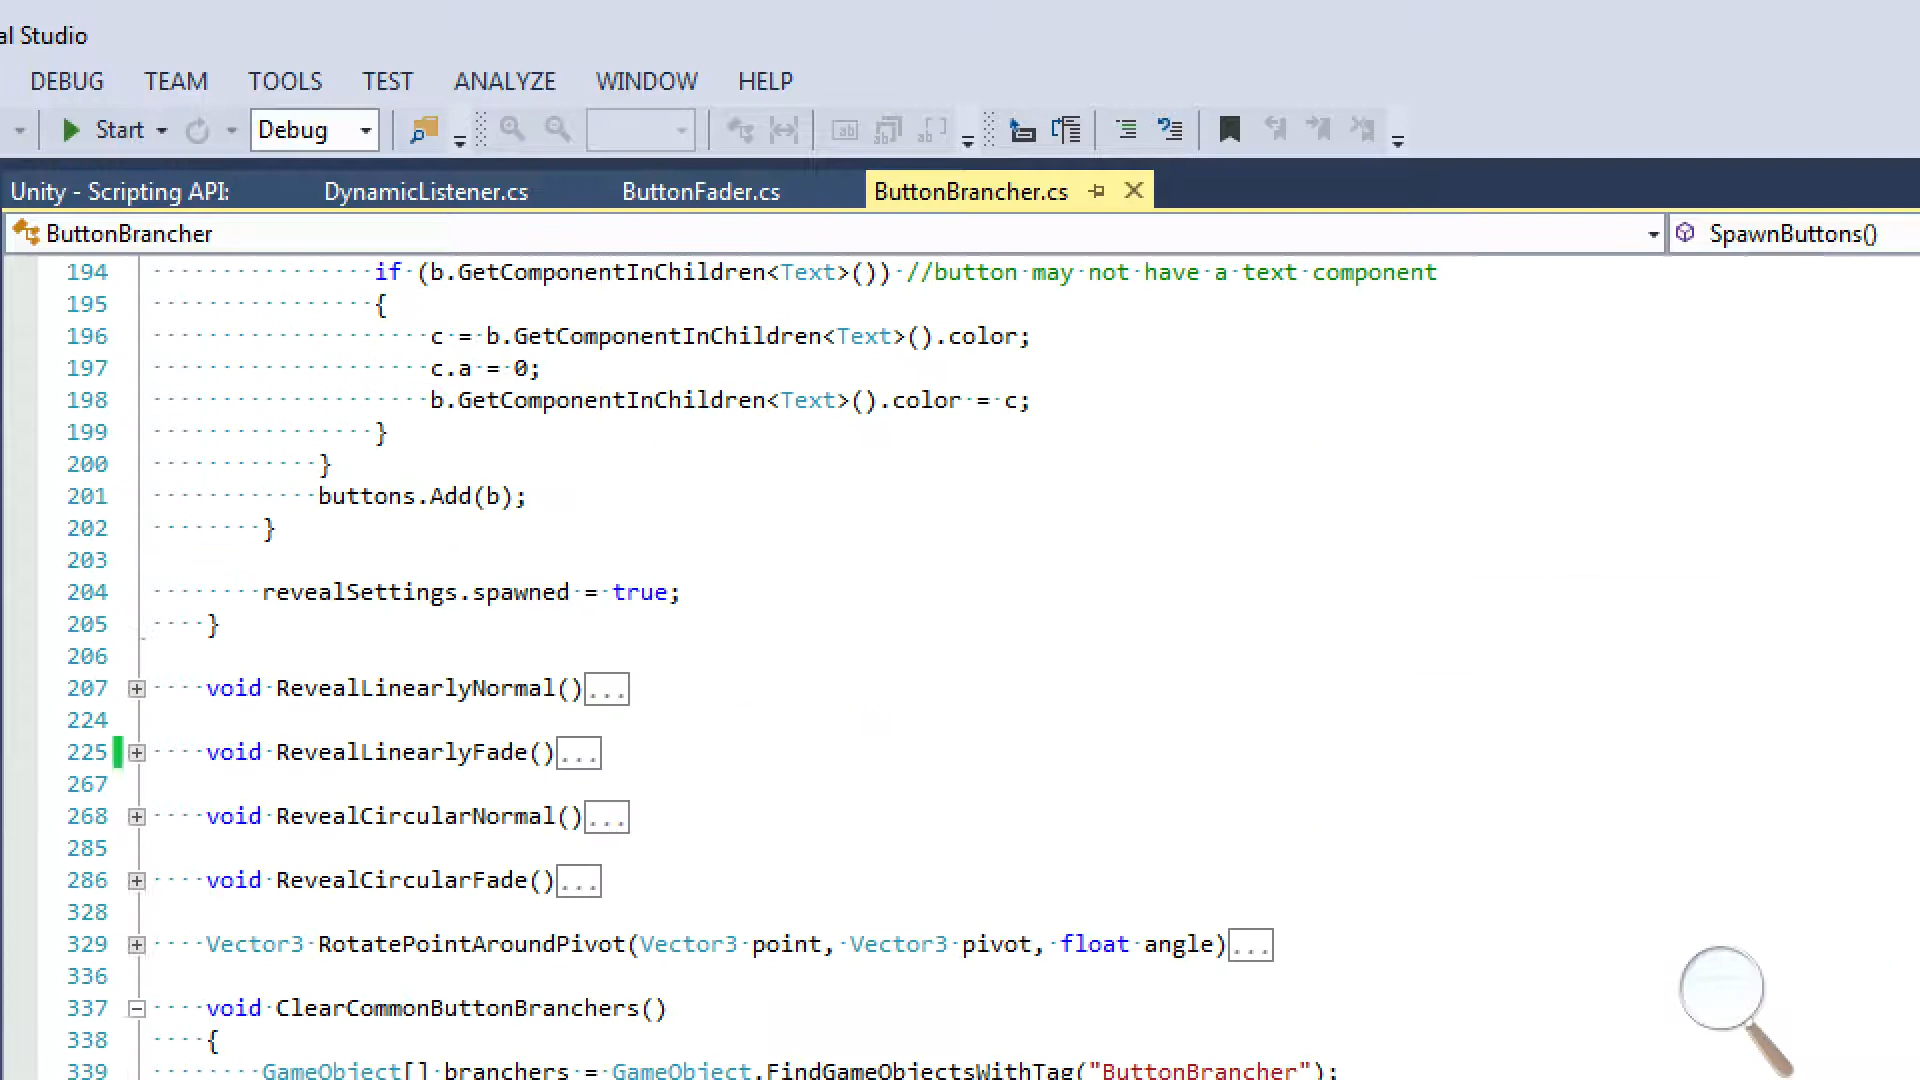 al Studio
DEBUG TEAM TOOLS TEST ANALYZE WINDOW HELP
Start Debug
Unity - Scripting API: DynamicListener.cs ButtonFader.cs ButtonBrancher.cs
ButtonBrancher SpawnButtons()
194 if (b.GetComponentInChildren<Text>()) //button may not have a text component
195 {
196 c = b.GetComponentInChildren<Text>().color;
197 c.a = 0;
198 b.GetComponentInChildren<Text>().color = c;
199 }
200 }
201 buttons.Add(b);
202 }
203
204 revealSettings.spawned = true;
205 }
206
207 void RevealLinearlyNormal()...
224
225 void RevealLinearlyFade()...
267
268 void RevealCircularNormal()...
285
286 void RevealCircularFade()...
328
329 Vector3 RotatePointAroundPivot(Vector3 point, Vector3 pivot, float angle)...
336
337 void ClearCommonButtonBranchers()
338 {
339 GameObject[] branchers = GameObject.FindGameObjectsWithTag("ButtonBrancher");